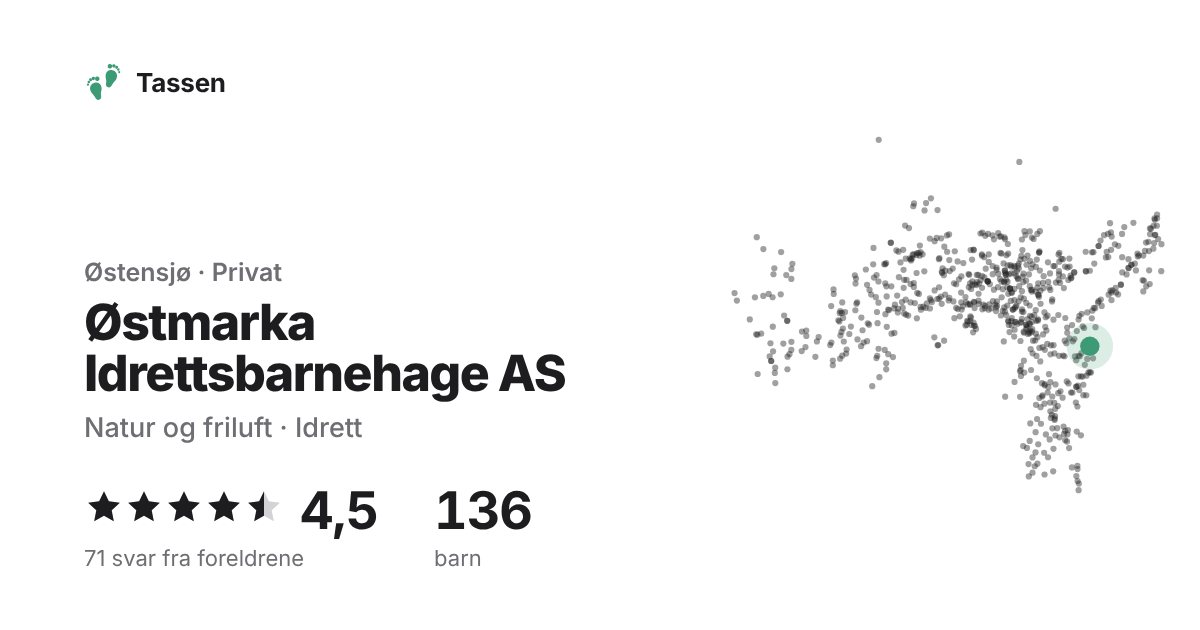 Tassen
Østensjø · Privat
Østmarka
Idrettsbarnehage AS
Natur og friluft · Idrett
4,5
136
71 svar fra foreldrene
barn